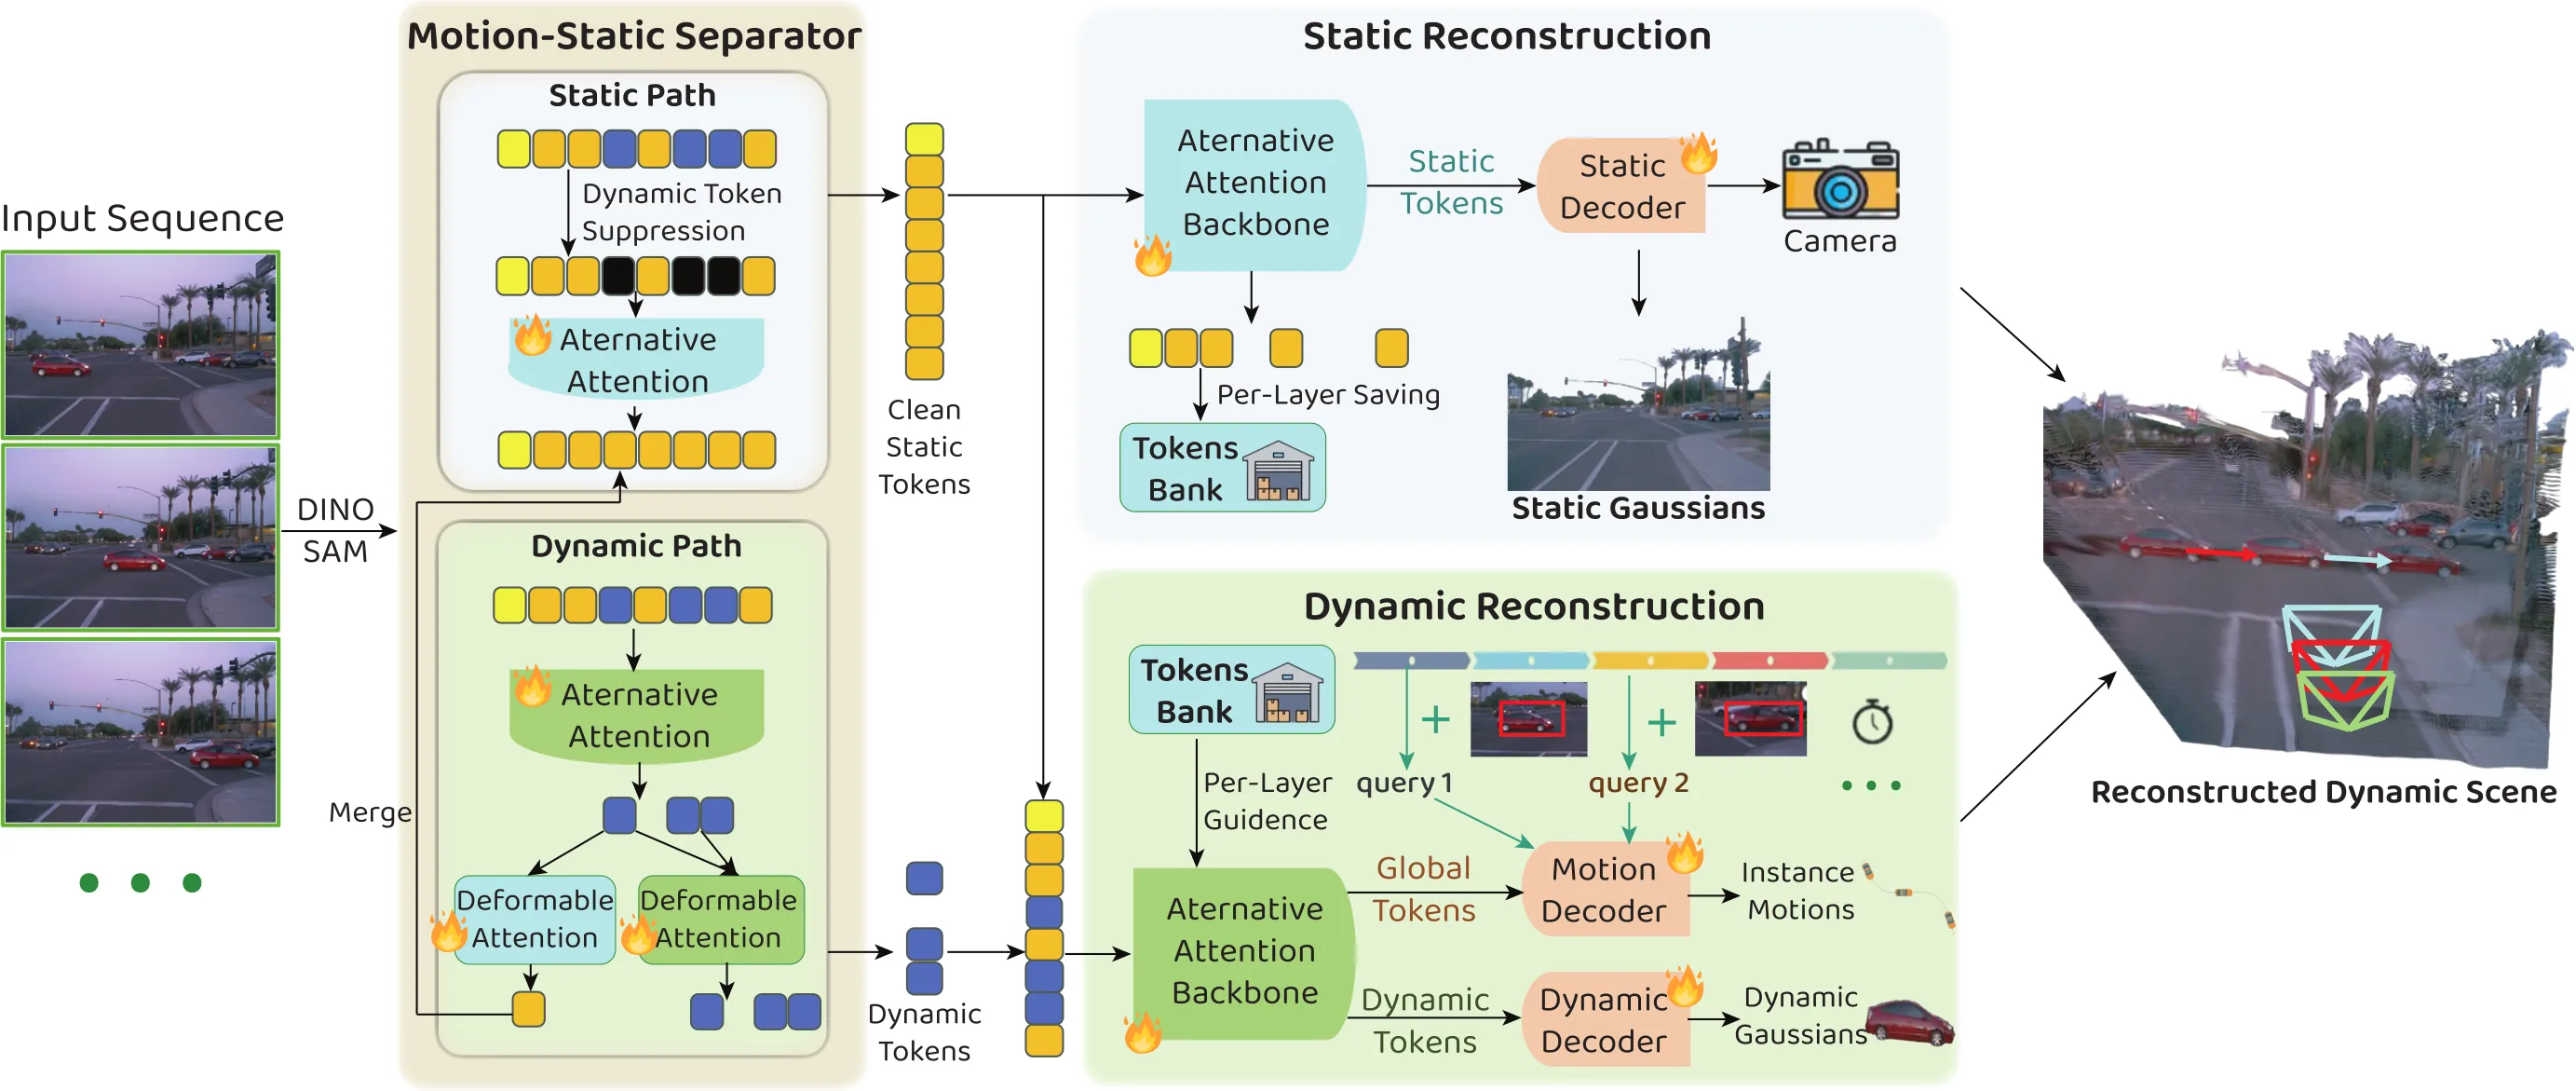 Input Sequence
DINO
SAM
Motion-Static Separator
Static Path
Dynamic Token
Suppression
Aternative
Attention
Merge
Dynamic Path
Aternative
Attention
Deformable
Attention
Deformable
Attention
Clean
Static
Tokens
Dynamic
Tokens
Static Reconstruction
Aternative
Attention
Backbone
Static
Tokens
Static
Decoder
Camera
Per-Layer Saving
Tokens
Bank
Static Gaussians
Dynamic Reconstruction
Tokens
Bank
Per-Layer
Guidence
query 1
query 2
Aternative
Attention
Backbone
Global
Tokens
Motion
Decoder
Instance
Motions
Dynamic
Tokens
Dynamic
Decoder
Dynamic
Gaussians
Reconstructed Dynamic Scene